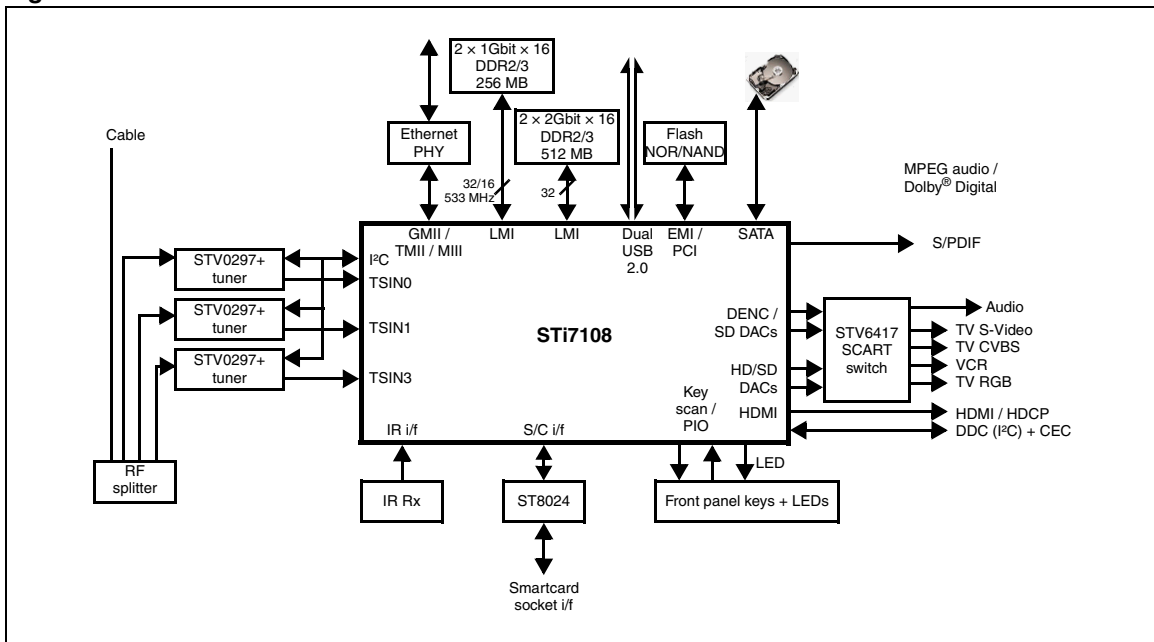 2 × 1Gbit × 16
DDR2/3
256 MB
2 × 2Gbit × 16
DDR2/3
512 MB
Cable
Ethernet
PHY
Flash
NOR/NAND
MPEG audio /
Dolby® Digital
32/16
533 MHz
32
GMII /
TMII / MIII
LMI
LMI
Dual
USB
2.0
EMI /
PCI
SATA
S/PDIF
STV0297+
tuner
I²C
TSIN0
STV0297+
tuner
TSIN1
STV0297+
tuner
TSIN3
STi7108
DENC /
SD DACs
HD/SD
DACs
HDMI
STV6417
SCART
switch
Audio
TV S-Video
TV CVBS
VCR
TV RGB
HDMI / HDCP
DDC (I²C) + CEC
Key
scan /
PIO
IR i/f
S/C i/f
LED
RF
splitter
IR Rx
ST8024
Front panel keys + LEDs
Smartcard
socket i/f